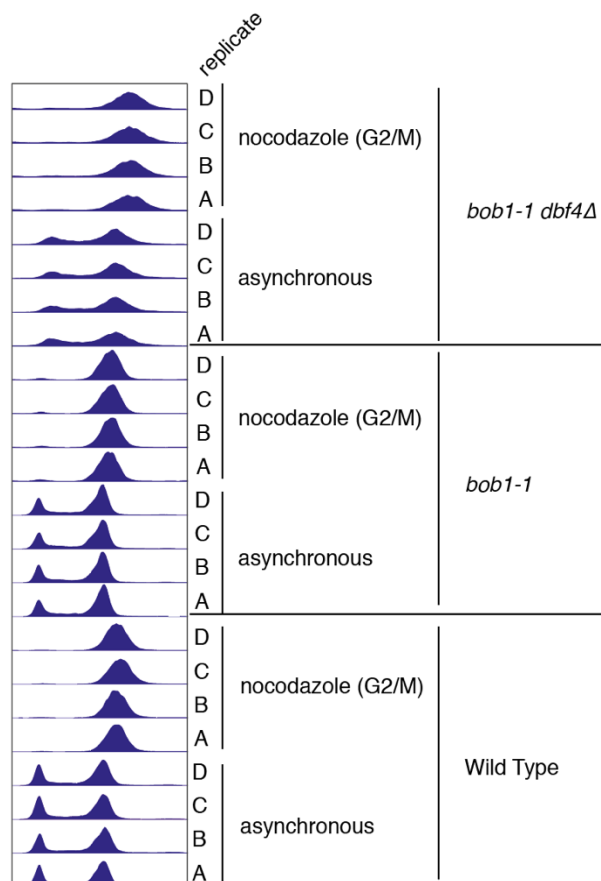 replicate
D
C nocodazole (G2/M)
B
A
bob1-1 dbf4Δ
D
C asynchronous
B
A
D
C nocodazole (G2/M)
B
A
bob1-1
D
C
B asynchronous
A
D
C nocodazole (G2/M)
B
A
Wild Type
D
C
B asynchronous
A